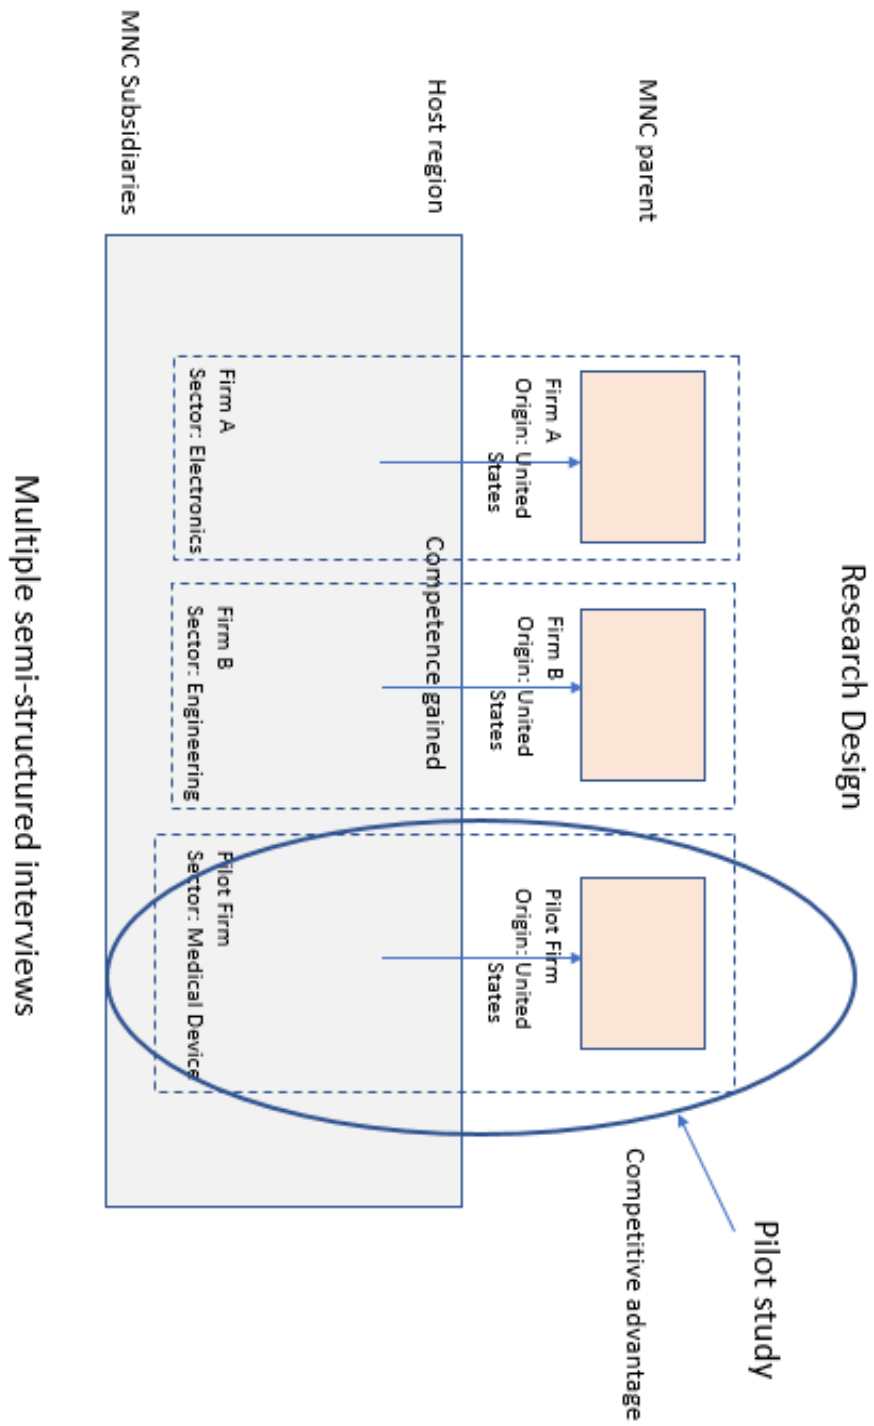 Research Design
Pilot study
MNC parent
Competitive advantage
Firm A
Origin: United
States
Firm B
Origin: United
States
Pilot Firm
Origin: United
States
Host region
Competence gained
Firm A
Sector: Electronics
Firm B
Sector: Engineering
Pilot Firm
Sector: Medical Device
MNC Subsidiaries
Multiple semi-structured interviews